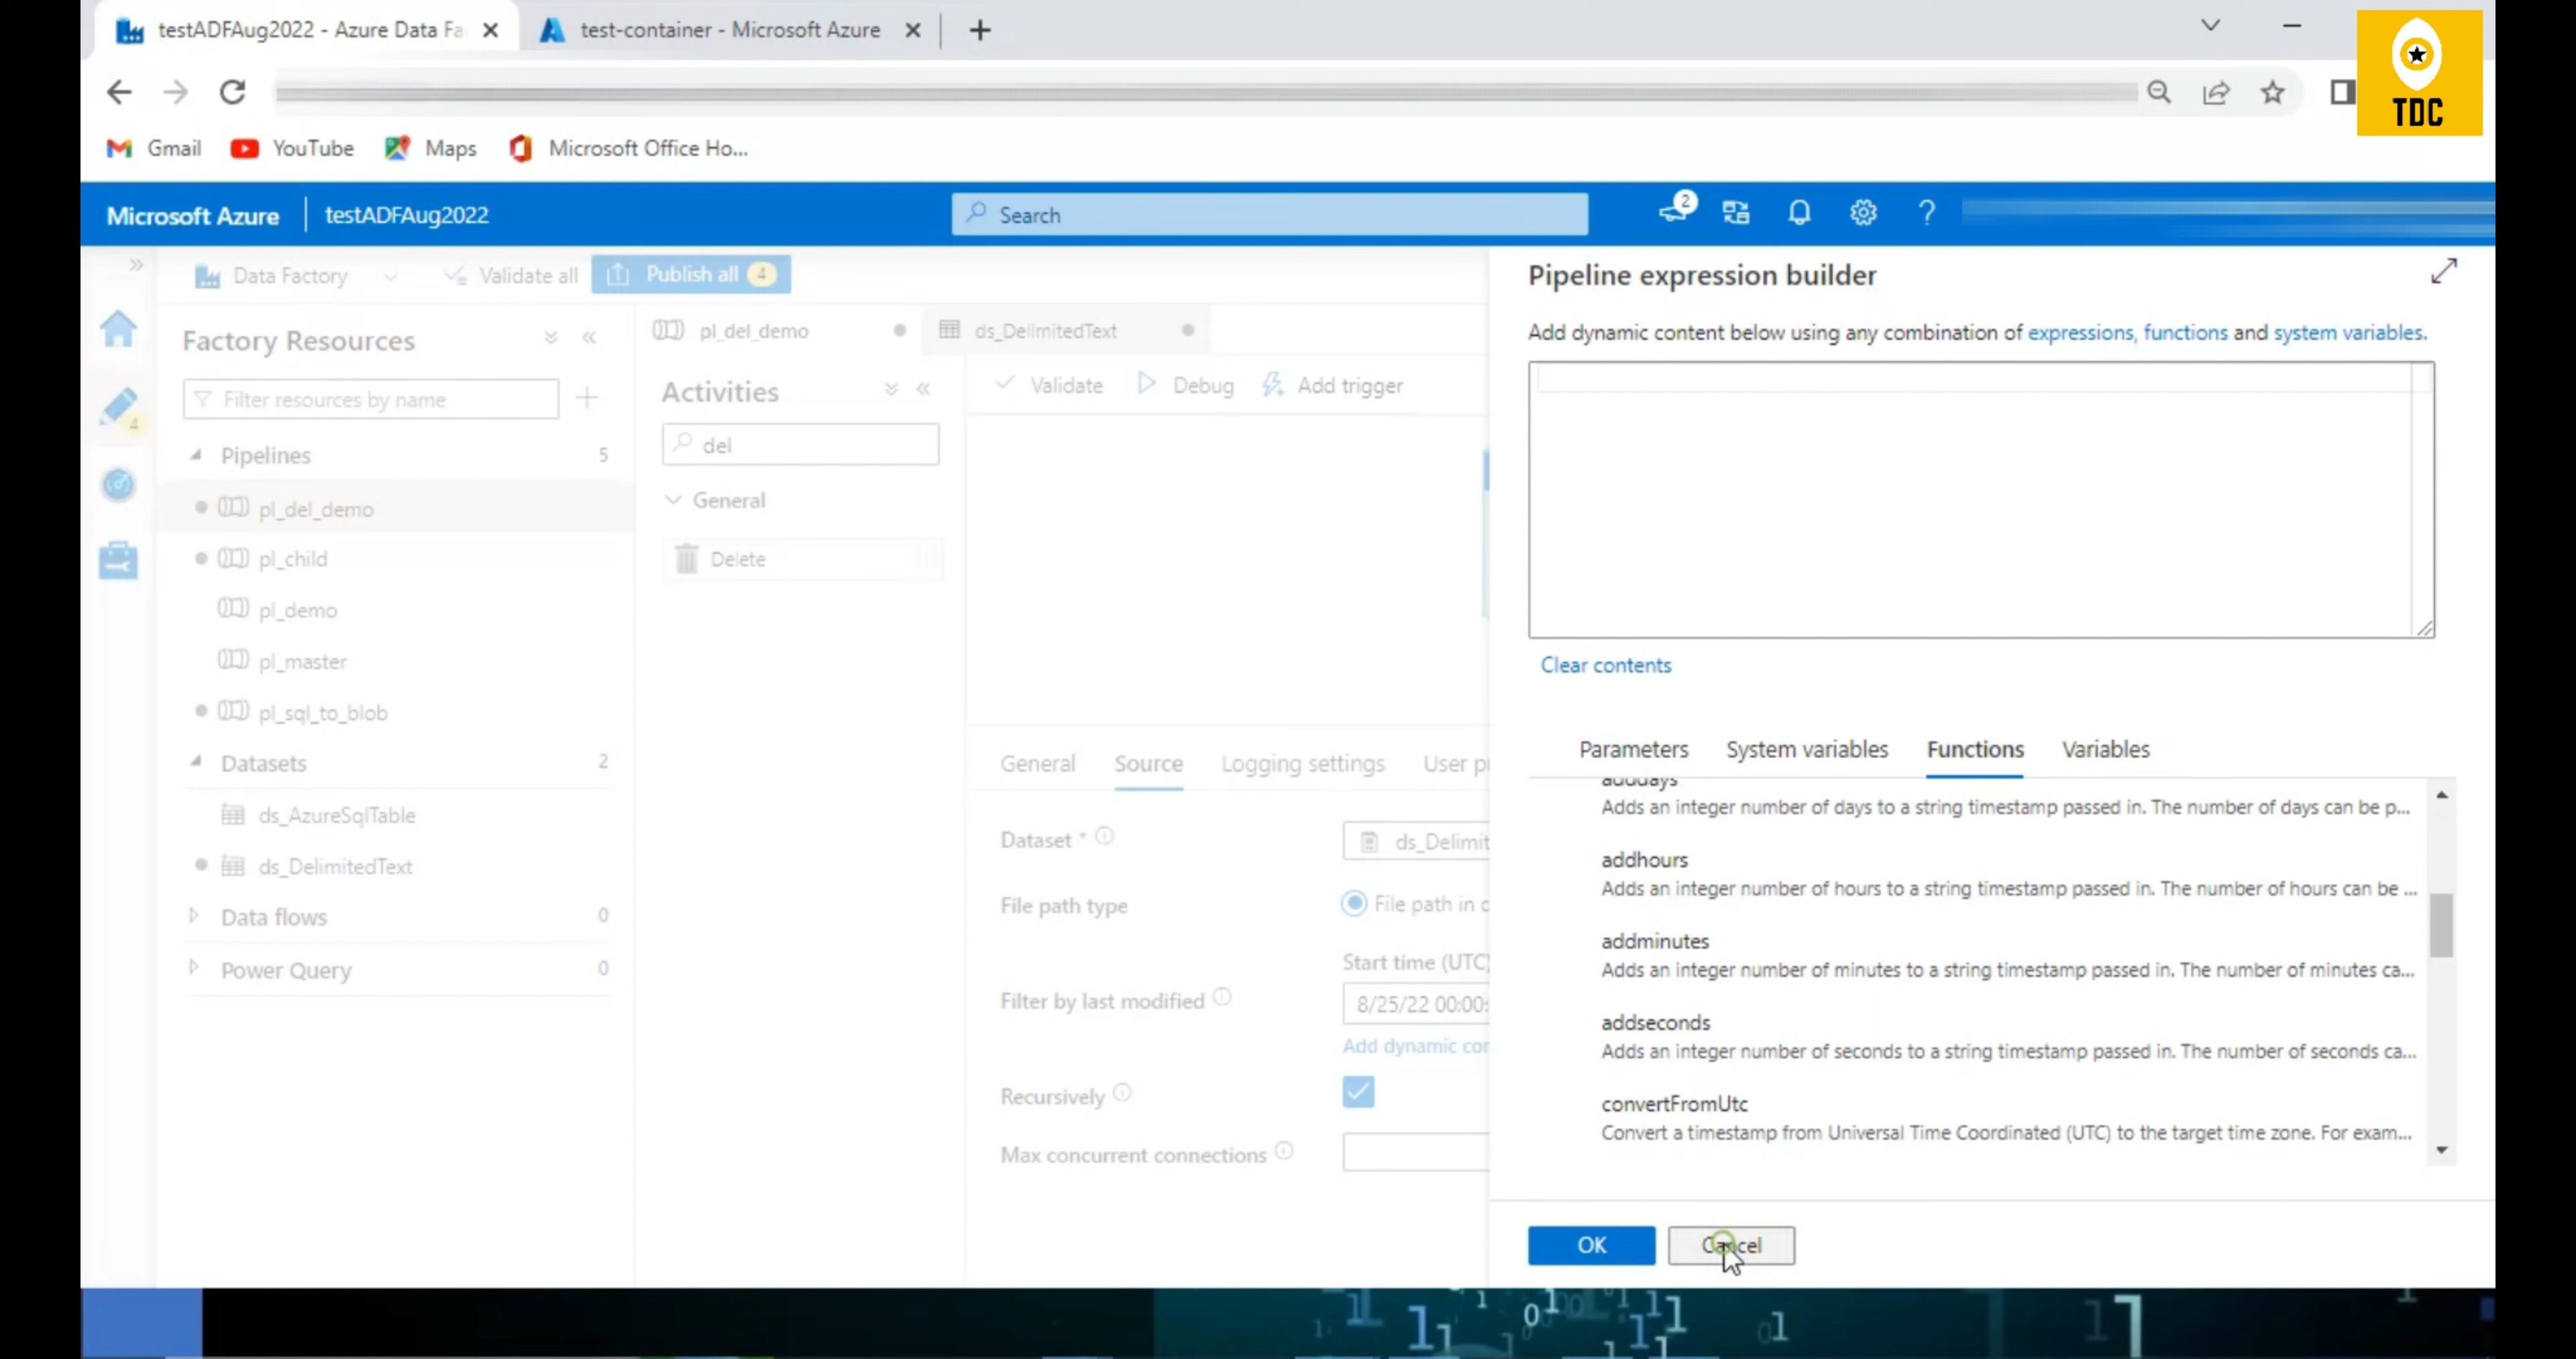 testADFAug2022 - Azure Data Fa
test-container - Microsoft Azure
TDC
Gmail
YouTube
Maps
Microsoft Office Ho...
Microsoft Azure
testADFAug2022
Search
2
Data Factory
Validate all
Publish all 4
Factory Resources
Filter resources by name
4
Pipelines 5
pl_del_demo
pl_child
pl_demo
pl_master
pl_sql_to_blob
Datasets 2
ds_AzureSqlTable
ds_DelimitedText
Data flows 0
Power Query 0
pl_del_demo
ds_DelimitedText
Activities
del
General
Delete
Validate
Debug
Add trigger
General
Source
Logging settings
User p
Dataset *
ds_Delimit
File path type
File path in
Start time (UTC)
Filter by last modified
8/25/22 00:00:
Add dynamic cor
Recursively
Max concurrent connections
Pipeline expression builder
Add dynamic content below using any combination of expressions, functions and system variables.
Clear contents
Parameters
System variables
Functions
Variables
adddays
Adds an integer number of days to a string timestamp passed in. The number of days can be p...
addhours
Adds an integer number of hours to a string timestamp passed in. The number of hours can be ...
addminutes
Adds an integer number of minutes to a string timestamp passed in. The number of minutes ca...
addseconds
Adds an integer number of seconds to a string timestamp passed in. The number of seconds ca...
convertFromUtc
Convert a timestamp from Universal Time Coordinated (UTC) to the target time zone. For exam...
OK
Cancel